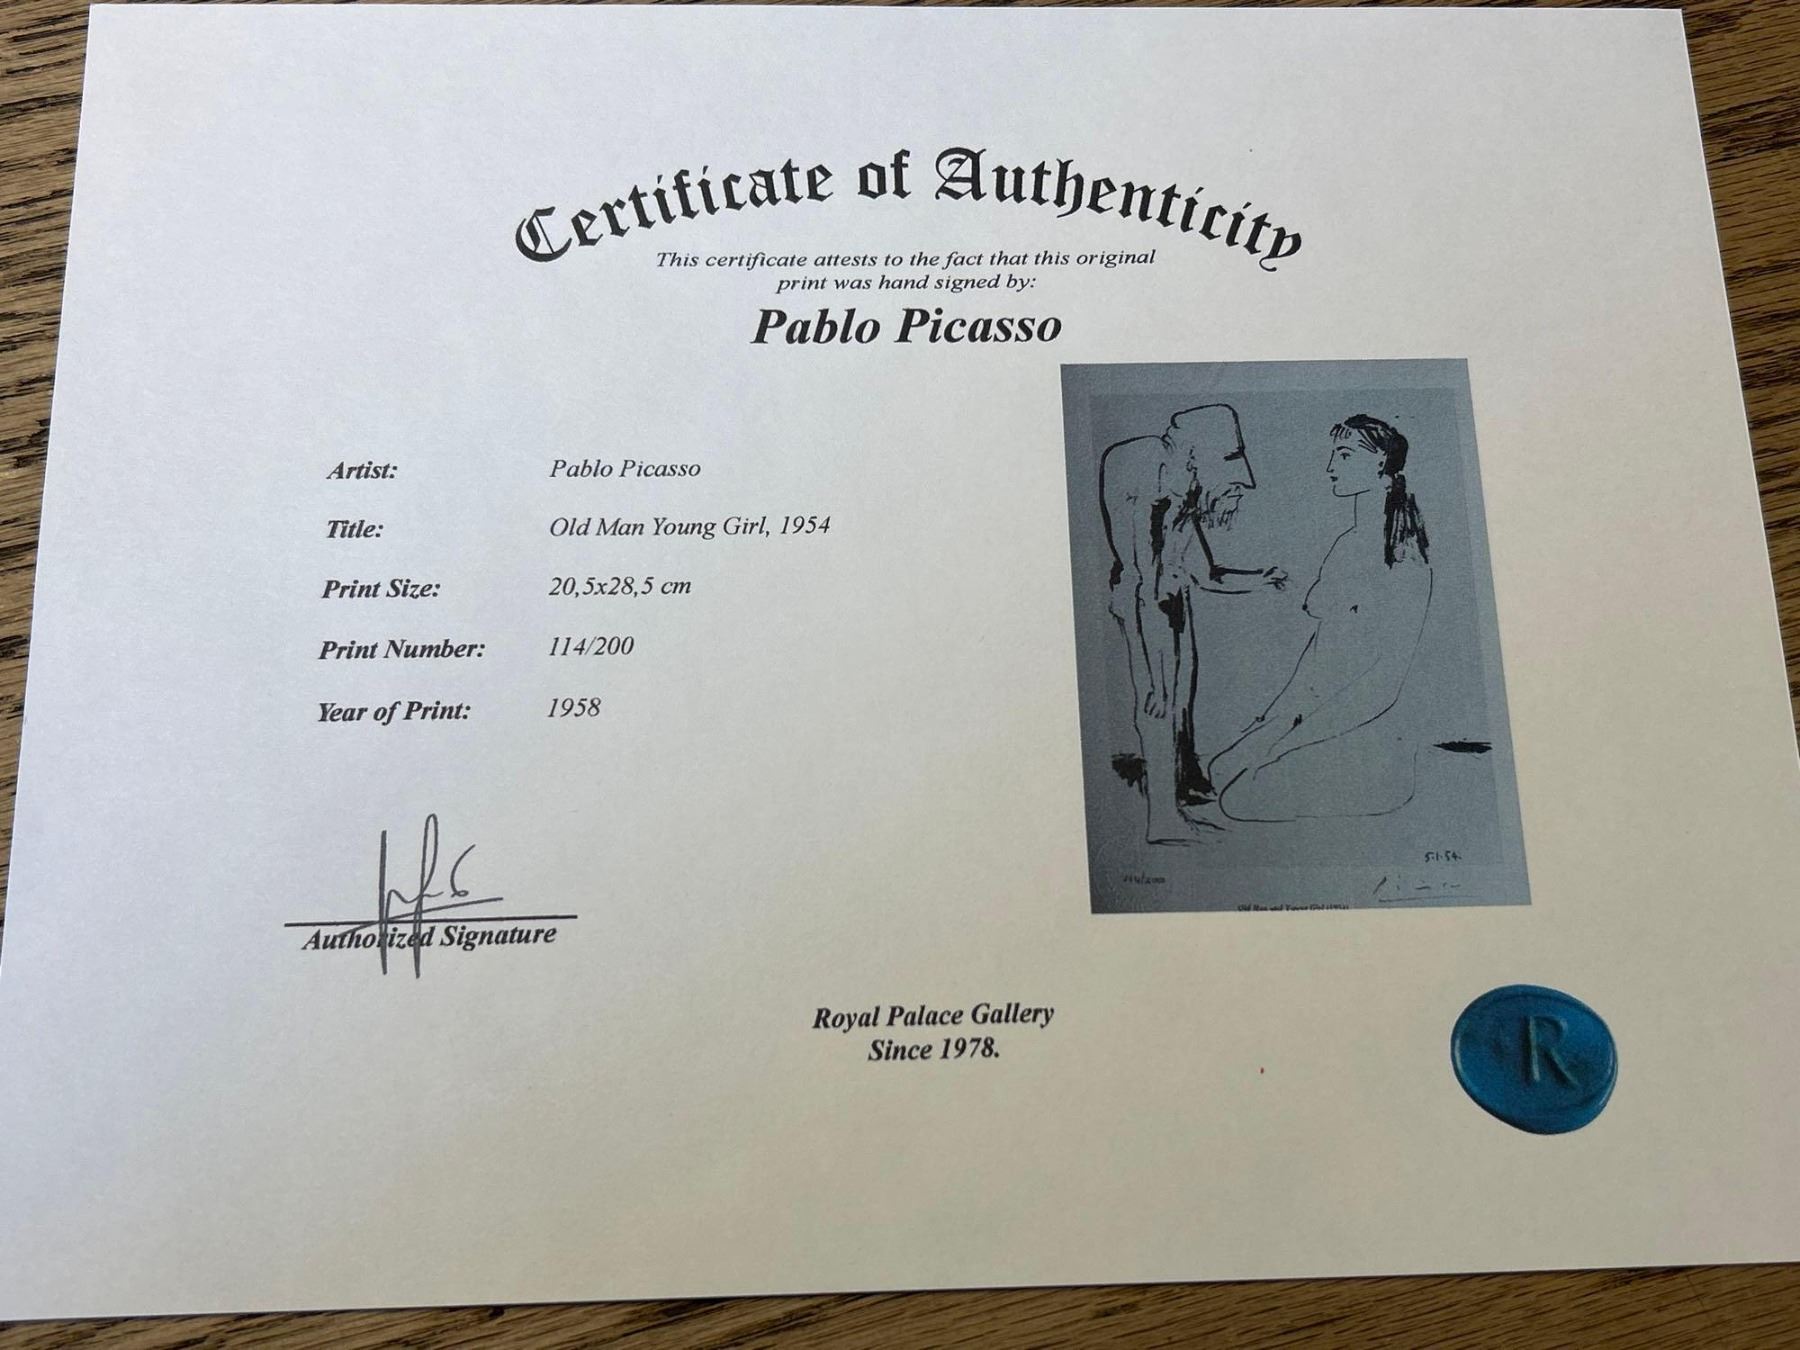 Certificate of Authenticity
This certificate attests to the fact that this original
print was hand signed by:
Pablo Picasso
Artist: Pablo Picasso
Title: Old Man Young Girl, 1954
Print Size: 20,5x28,5 cm
Print Number: 114/200
Year of Print: 1958
5.1.54.
Picasso
Authorized Signature
Royal Palace Gallery
Since 1978.
R